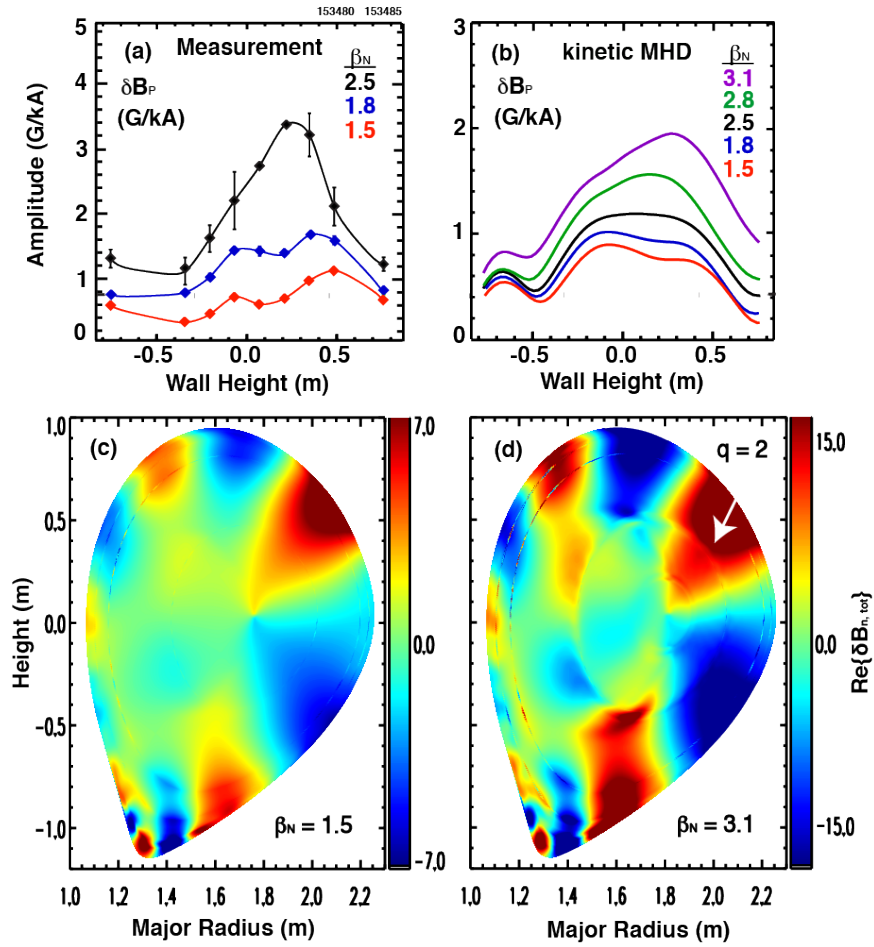 153480 153485
(a) Measurement
βN
2.5
1.8
1.5
δBP
(G/kA)
Amplitude (G/kA)
5
4
3
2
1
0
-0.5 0.0 0.5
Wall Height (m)
(b) kinetic MHD
βN
3.1
2.8
2.5
1.8
1.5
δBP
(G/kA)
3
2
1
0
-0.5 0.0 0.5
Wall Height (m)
(c)
Height (m)
1.0
0.5
0.0
-0.5
-1.0
βN = 1.5
1.0 1.2 1.4 1.6 1.8 2.0 2.2
Major Radius (m)
7.0
0.0
-7.0
(d) q = 2
βN = 3.1
1.0 1.2 1.4 1.6 1.8 2.0 2.2
Major Radius (m)
15.0
0.0
-15.0
Re{δBn, tot}